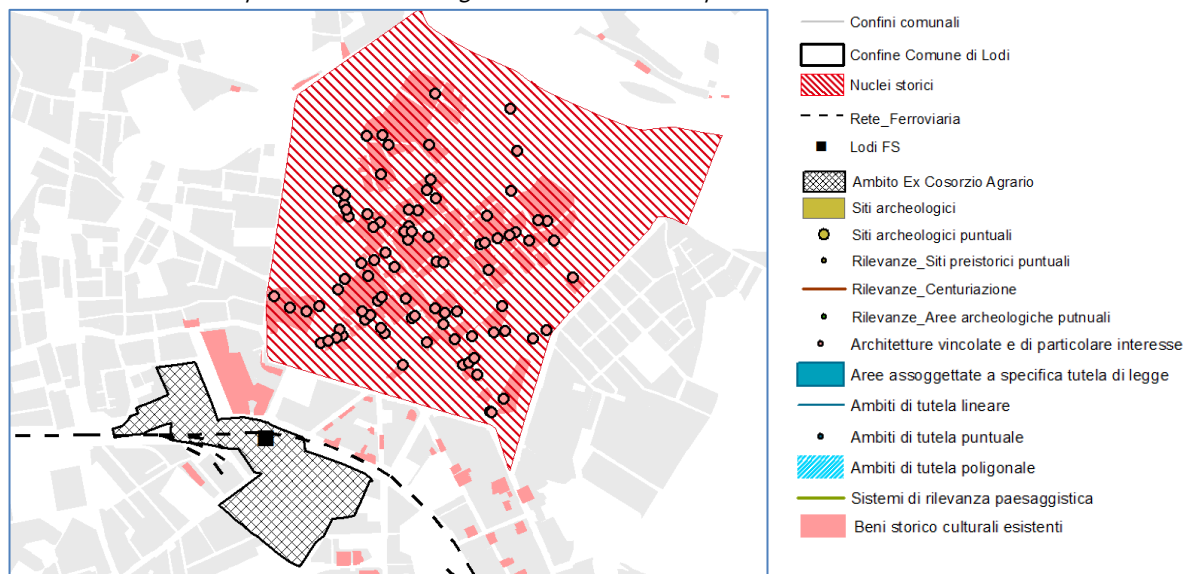 Confini comunali
Confine Comune di Lodi
Nuclei storici
Rete_Ferroviaria
Lodi FS
Ambito Ex Cosorzio Agrario
Siti archeologici
Siti archeologici puntuali
Rilevanze_Siti preistorici puntuali
Rilevanze_Centuriazione
Rilevanze_Aree archeologiche putnuali
Architetture vincolate e di particolare interesse
Aree assoggettate a specifica tutela di legge
Ambiti di tutela lineare
Ambiti di tutela puntuale
Ambiti di tutela poligonale
Sistemi di rilevanza paesaggistica
Beni storico culturali esistenti